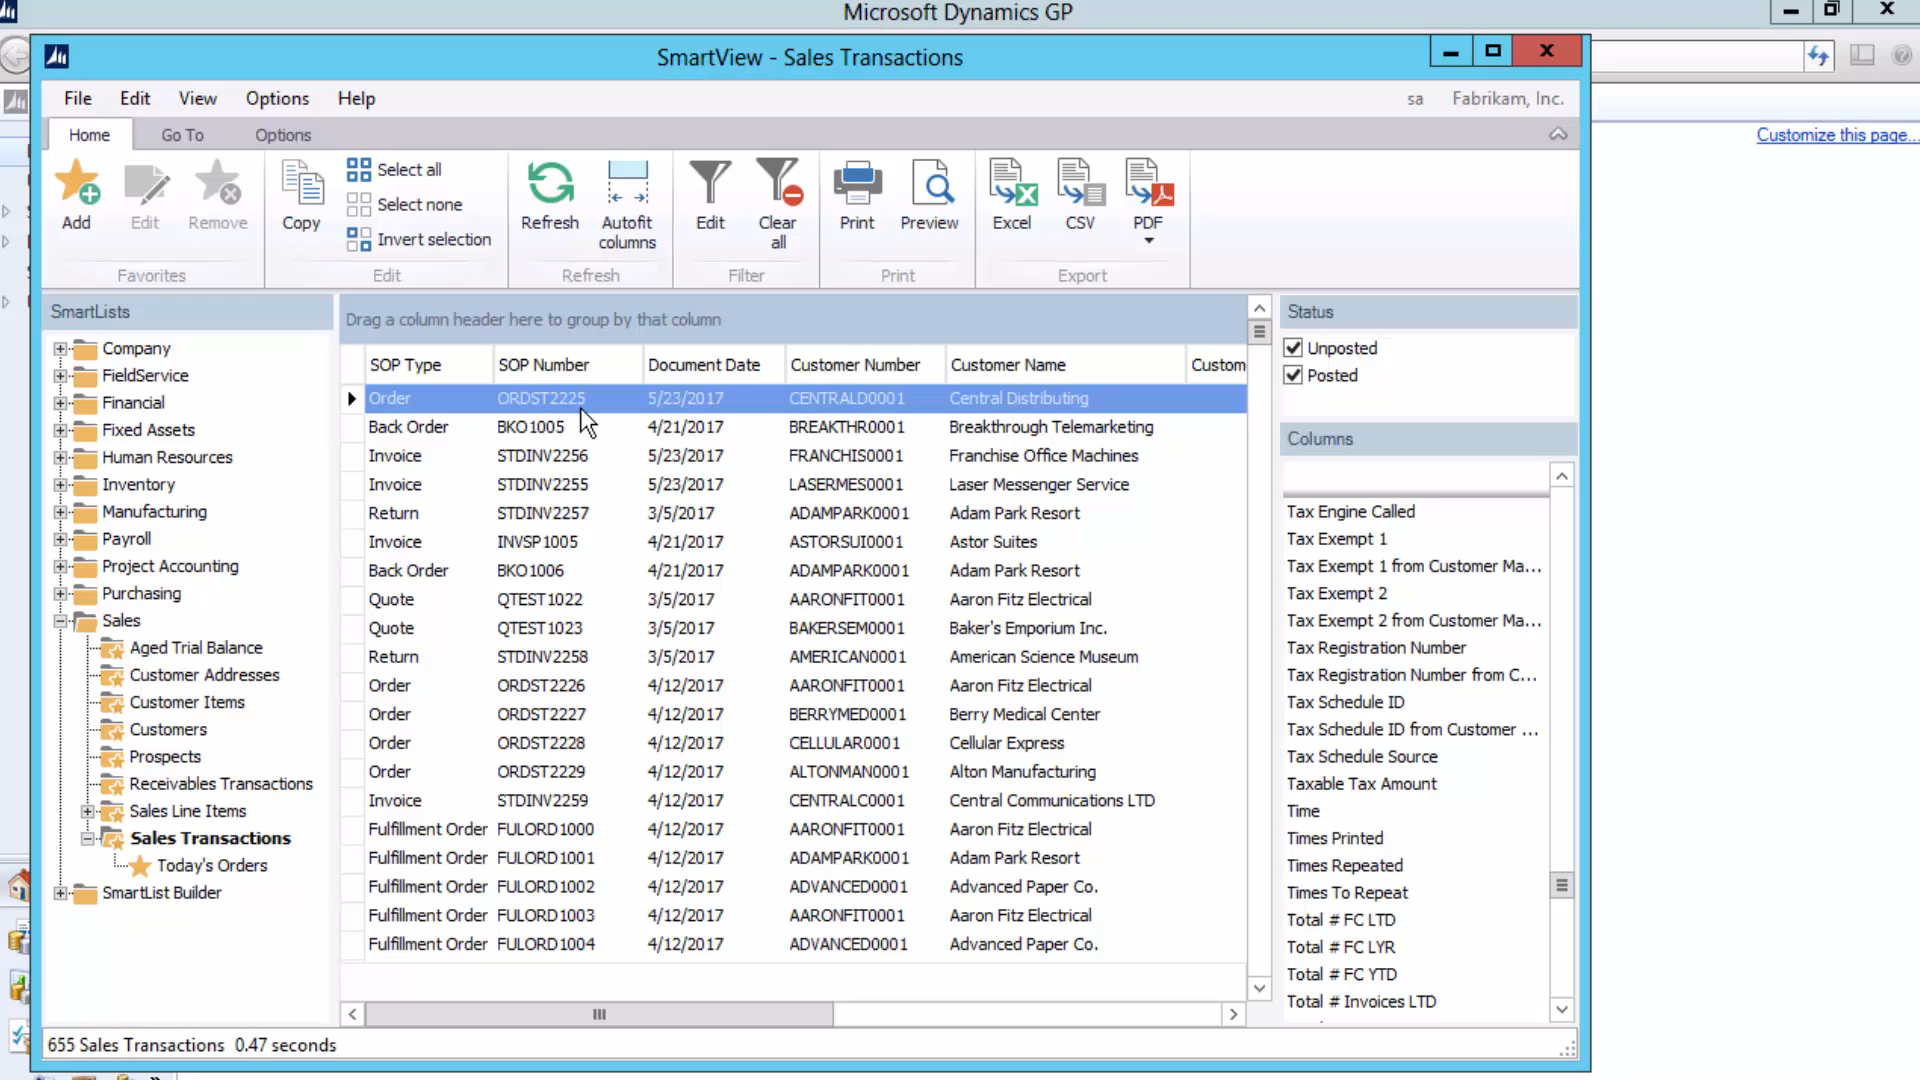 Microsoft Dynamics GP
SmartView - Sales Transactions
File Edit View Options Help sa Fabrikam, Inc.
Home Go To Options
Customize this page...
Add Edit Remove Copy Select all Select none Invert selection Refresh Autofit columns Edit Clear all Print Preview Excel CSV PDF
Favorites Edit Refresh Filter Print Export
SmartLists
Company
FieldService
Financial
Fixed Assets
Human Resources
Inventory
Manufacturing
Payroll
Project Accounting
Purchasing
Sales
Aged Trial Balance
Customer Addresses
Customer Items
Customers
Prospects
Receivables Transactions
Sales Line Items
Sales Transactions
Today's Orders
SmartList Builder
Drag a column header here to group by that column
SOP Type SOP Number Document Date Customer Number Customer Name Custom
Order ORDST2225 5/23/2017 CENTRALD0001 Central Distributing
Back Order BKO1005 4/21/2017 BREAKTHR0001 Breakthrough Telemarketing
Invoice STDINV2256 5/23/2017 FRANCHIS0001 Franchise Office Machines
Invoice STDINV2255 5/23/2017 LASERMES0001 Laser Messenger Service
Return STDINV2257 3/5/2017 ADAMPARK0001 Adam Park Resort
Invoice INVSP1005 4/21/2017 ASTORSUI0001 Astor Suites
Back Order BKO1006 4/21/2017 ADAMPARK0001 Adam Park Resort
Quote QTEST1022 3/5/2017 AARONFIT0001 Aaron Fitz Electrical
Quote QTEST1023 3/5/2017 BAKERSEM0001 Baker's Emporium Inc.
Return STDINV2258 3/5/2017 AMERICAN0001 American Science Museum
Order ORDST2226 4/12/2017 AARONFIT0001 Aaron Fitz Electrical
Order ORDST2227 4/12/2017 BERRYMED0001 Berry Medical Center
Order ORDST2228 4/12/2017 CELLULAR0001 Cellular Express
Order ORDST2229 4/12/2017 ALTONMAN0001 Alton Manufacturing
Invoice STDINV2259 4/12/2017 CENTRALC0001 Central Communications LTD
Fulfillment Order FULORD1000 4/12/2017 AARONFIT0001 Aaron Fitz Electrical
Fulfillment Order FULORD1001 4/12/2017 ADAMPARK0001 Adam Park Resort
Fulfillment Order FULORD1002 4/12/2017 ADVANCED0001 Advanced Paper Co.
Fulfillment Order FULORD1003 4/12/2017 AARONFIT0001 Aaron Fitz Electrical
Fulfillment Order FULORD1004 4/12/2017 ADVANCED0001 Advanced Paper Co.
Status
Unposted
Posted
Columns
Tax Engine Called
Tax Exempt 1
Tax Exempt 1 from Customer Ma...
Tax Exempt 2
Tax Exempt 2 from Customer Ma...
Tax Registration Number
Tax Registration Number from C...
Tax Schedule ID
Tax Schedule ID from Customer ...
Tax Schedule Source
Taxable Tax Amount
Time
Times Printed
Times Repeated
Times To Repeat
Total # FC LTD
Total # FC LYR
Total # FC YTD
Total # Invoices LTD
655 Sales Transactions 0.47 seconds